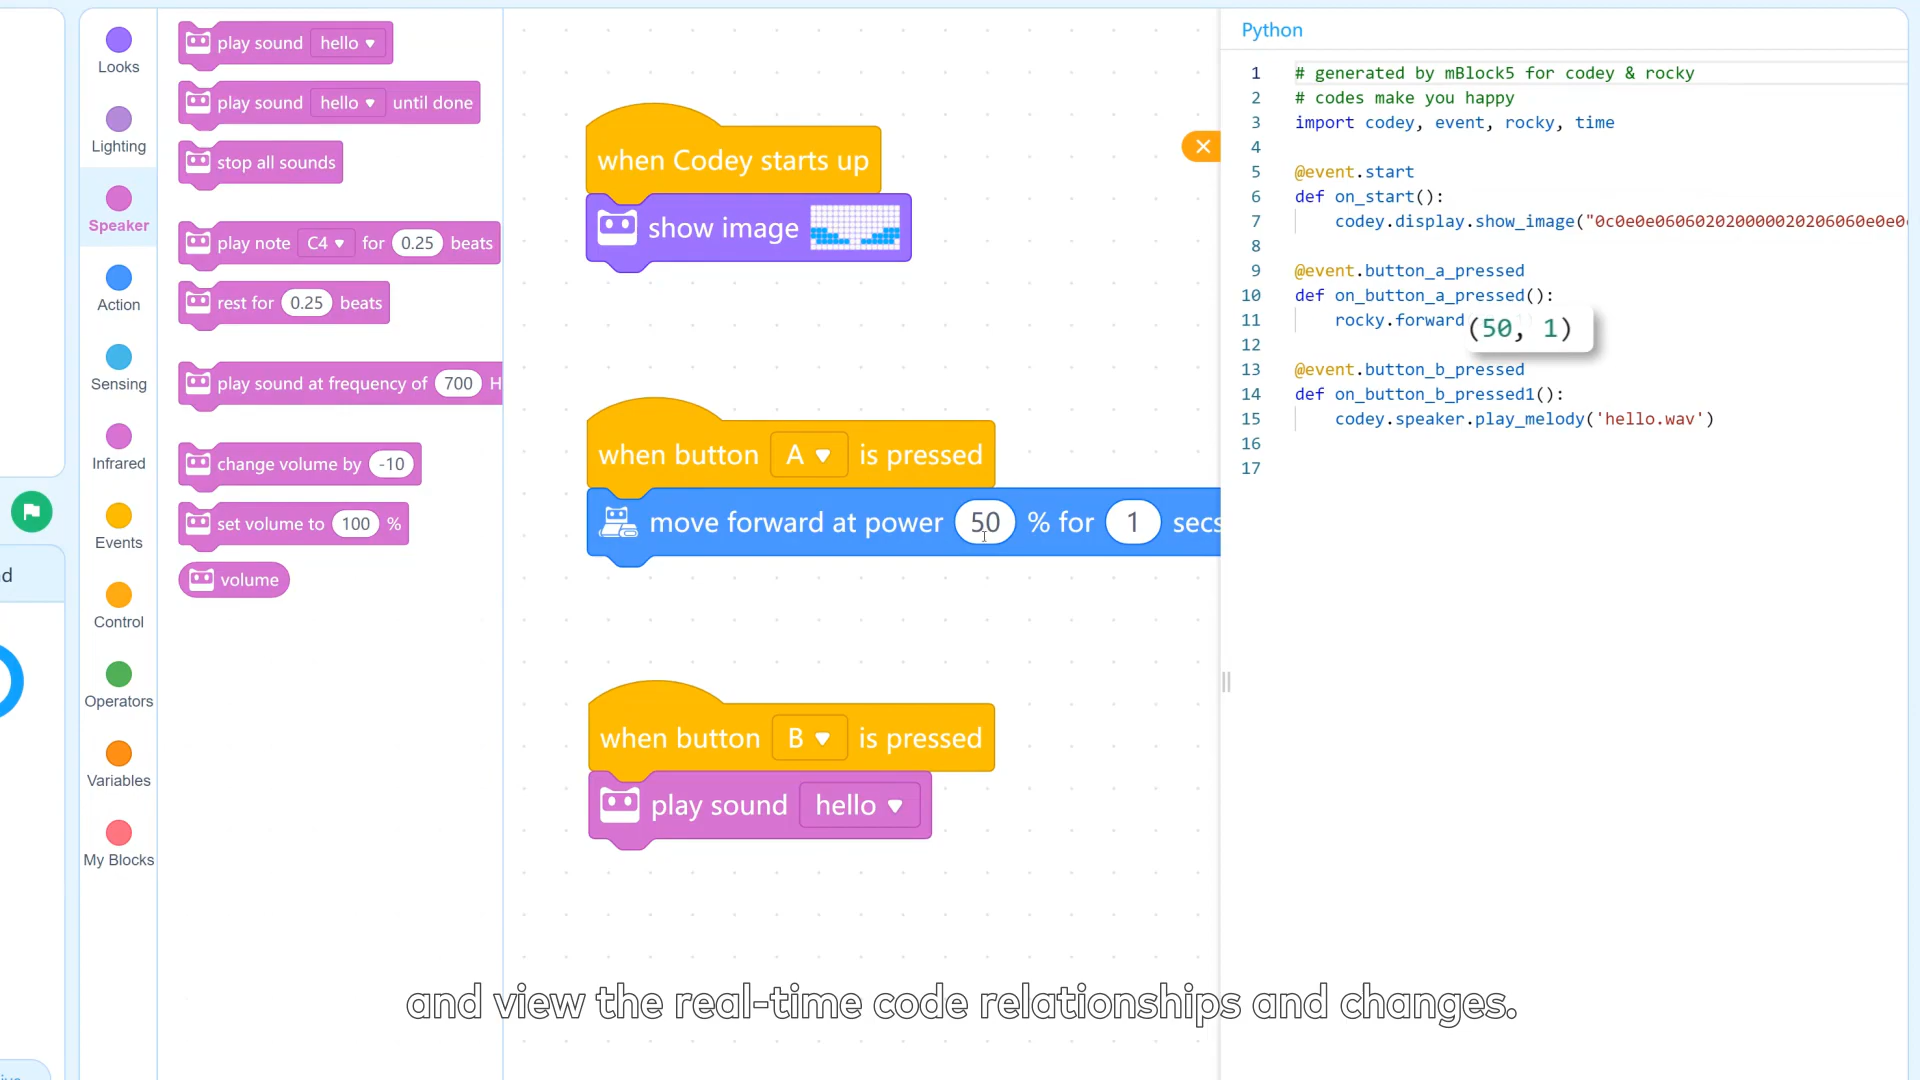 Looks
Lighting
Speaker
Action
Sensing
Infrared
Events
Control
Operators
Variables
My Blocks
d
play sound hello
play sound hello until done
stop all sounds
play note C4 for 0.25 beats
rest for 0.25 beats
play sound at frequency of 700 H
change volume by -10
set volume to 100 %
volume
when Codey starts up
show image
when button A is pressed
move forward at power 50 % for 1 secs
when button B is pressed
play sound hello
Python
1 # generated by mBlock5 for codey & rocky
2 # codes make you happy
3 import codey, event, rocky, time
4
5 @event.start
6 def on_start():
7 codey.display.show_image("0c0e0e06060202000002020606​0e0e0
8
9 @event.button_a_pressed
10 def on_button_a_pressed():
11 rocky.forward(50, 1)
12
13 @event.button_b_pressed
14 def on_button_b_pressed1():
15 codey.speaker.play_melody('hello.wav')
16
17
and view the real-time code relationships and changes.